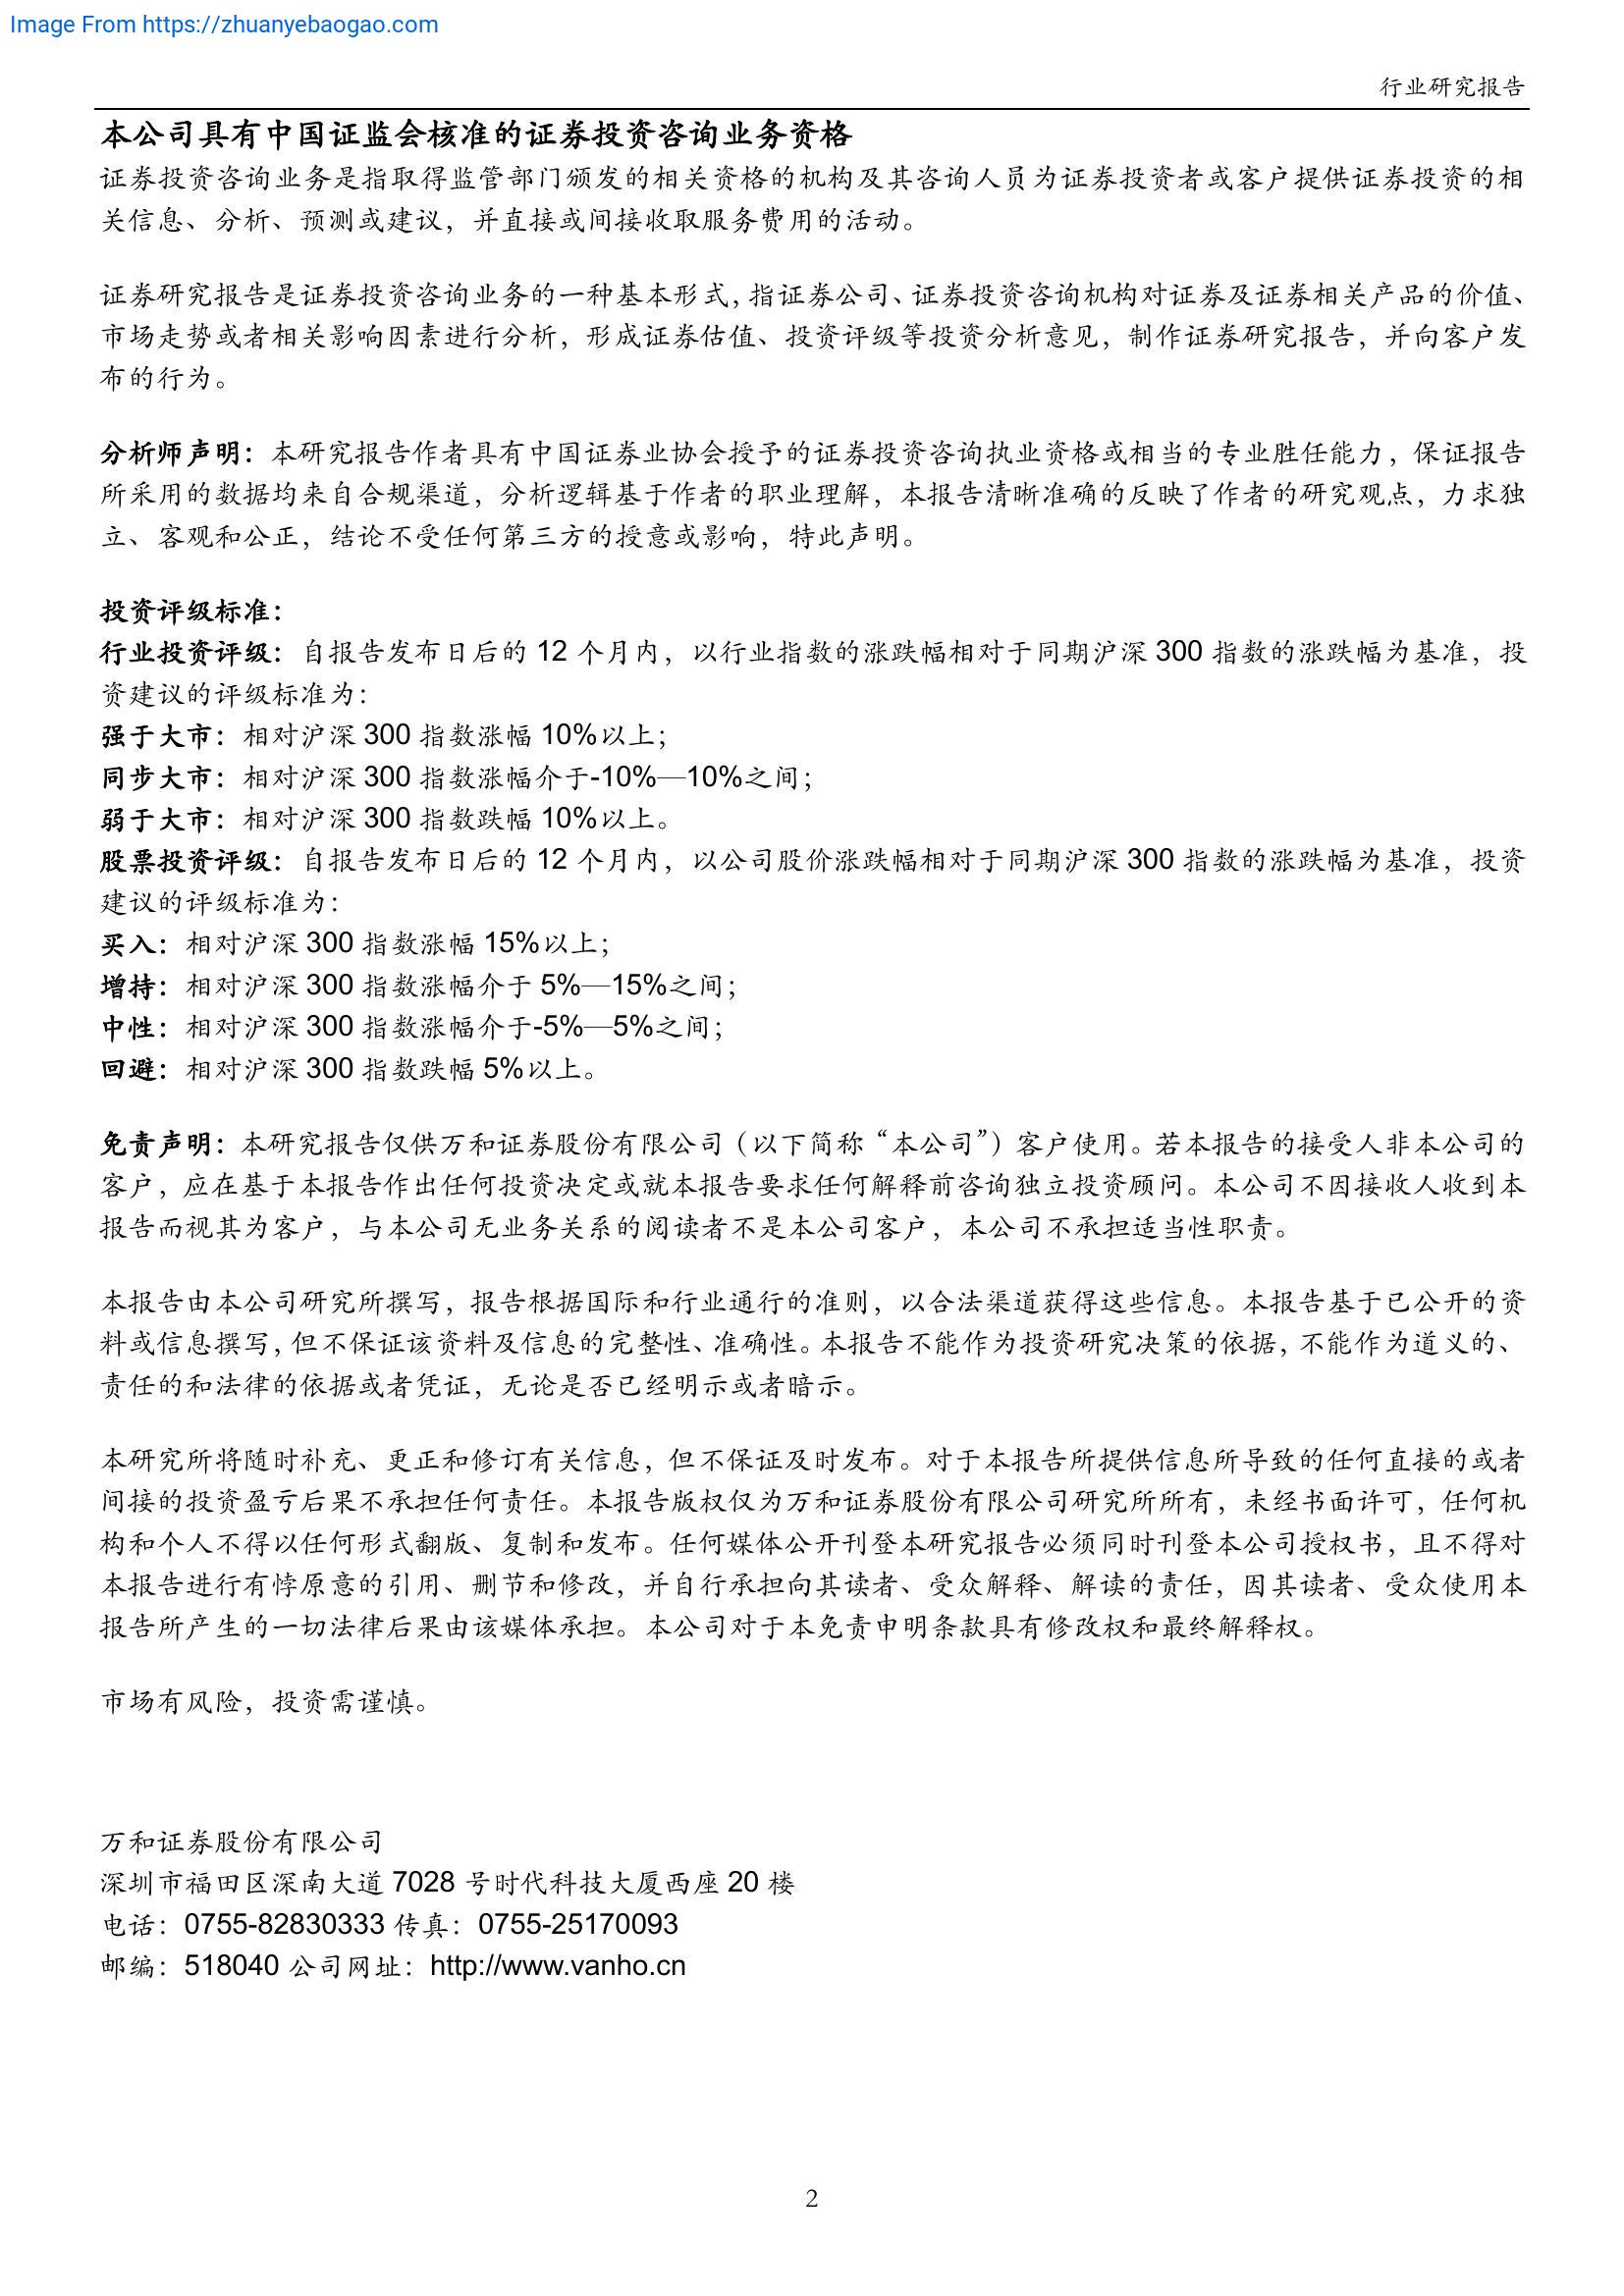 Image From https://zhuanyebaogao.com
行业研究报告
本公司具有中国证监会核准的证券投资咨询业务资格
证券投资咨询业务是指取得监管部门颁发的相关资格的机构及其咨询人员为证券投资者或客户提供证券投资的相
关信息、分析、预测或建议，并直接或间接收取服务费用的活动。
证券研究报告是证券投资咨询业务的一种基本形式，指证券公司、证券投资咨询机构对证券及证券相关产品的价值、
市场走势或者相关影响因素进行分析，形成证券估值、投资评级等投资分析意见，制作证券研究报告，并向客户发
布的行为。
分析师声明：本研究报告作者具有中国证券业协会授予的证券投资咨询执业资格或相当的专业胜任能力，保证报告
所采用的数据均来自合规渠道，分析逻辑基于作者的职业理解，本报告清晰准确的反映了作者的研究观点，力求独
立、客观和公正，结论不受任何第三方的授意或影响，特此声明。
投资评级标准：
行业投资评级：自报告发布日后的 12 个月内，以行业指数的涨跌幅相对于同期沪深 300 指数的涨跌幅为基准，投
资建议的评级标准为：
强于大市：相对沪深 300 指数涨幅 10%以上；
同步大市：相对沪深 300 指数涨幅介于-10%—10%之间；
弱于大市：相对沪深 300 指数跌幅 10%以上。
股票投资评级：自报告发布日后的 12 个月内，以公司股价涨跌幅相对于同期沪深 300 指数的涨跌幅为基准，投资
建议的评级标准为：
买入：相对沪深 300 指数涨幅 15%以上；
增持：相对沪深 300 指数涨幅介于 5%—15%之间；
中性：相对沪深 300 指数涨幅介于-5%—5%之间；
回避：相对沪深 300 指数跌幅 5%以上。
免责声明：本研究报告仅供万和证券股份有限公司（以下简称“本公司”）客户使用。若本报告的接受人非本公司的
客户，应在基于本报告作出任何投资决定或就本报告要求任何解释前咨询独立投资顾问。本公司不因接收人收到本
报告而视其为客户，与本公司无业务关系的阅读者不是本公司客户，本公司不承担适当性职责。
本报告由本公司研究所撰写，报告根据国际和行业通行的准则，以合法渠道获得这些信息。本报告基于已公开的资
料或信息撰写，但不保证该资料及信息的完整性、准确性。本报告不能作为投资研究决策的依据，不能作为道义的、
责任的和法律的依据或者凭证，无论是否已经明示或者暗示。
本研究所将随时补充、更正和修订有关信息，但不保证及时发布。对于本报告所提供信息所导致的任何直接的或者
间接的投资盈亏后果不承担任何责任。本报告版权仅为万和证券股份有限公司研究所所有，未经书面许可，任何机
构和个人不得以任何形式翻版、复制和发布。任何媒体公开刊登本研究报告必须同时刊登本公司授权书，且不得对
本报告进行有悖原意的引用、删节和修改，并自行承担向其读者、受众解释、解读的责任，因其读者、受众使用本
报告所产生的一切法律后果由该媒体承担。本公司对于本免责申明条款具有修改权和最终解释权。
市场有风险，投资需谨慎。
万和证券股份有限公司
深圳市福田区深南大道 7028 号时代科技大厦西座 20 楼
电话：0755-82830333 传真：0755-25170093
邮编：518040 公司网址：http://www.vanho.cn
2